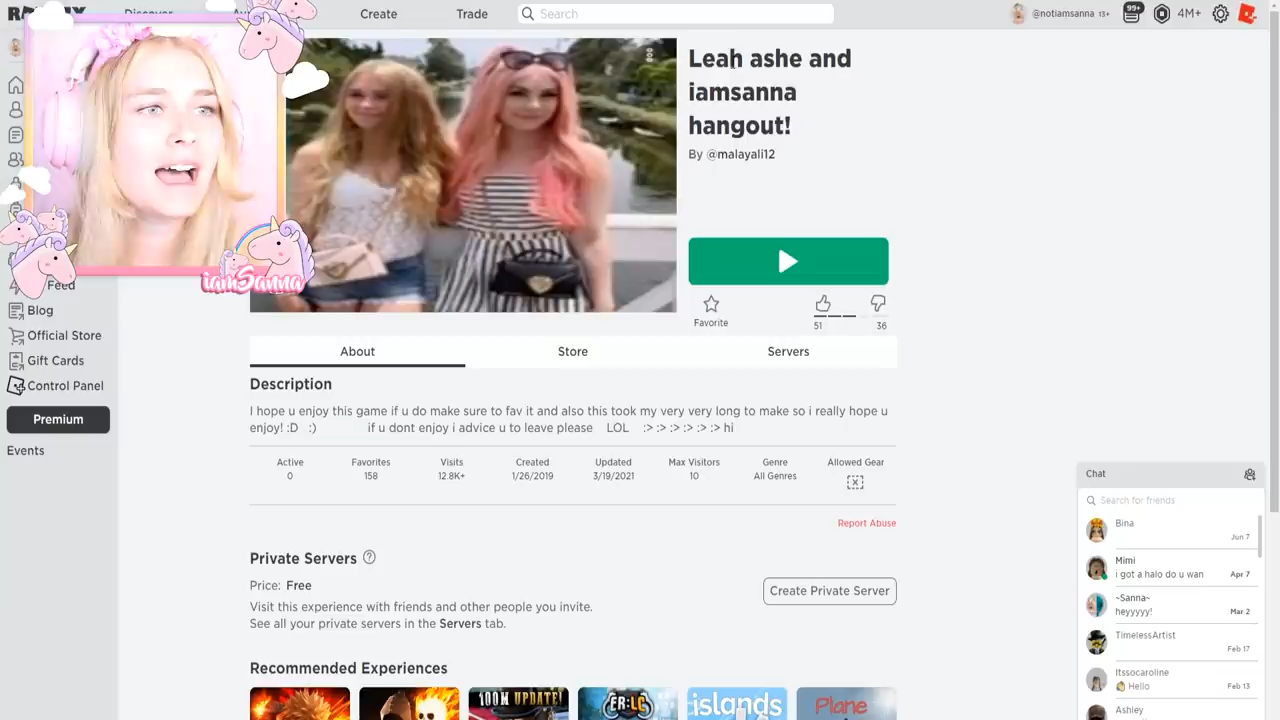 Create
Trade
Search
@notiamsanna 13+
99+
4M+
Leah ashe and
iamsanna
hangout!
By @malayali12
iamSanna
Feed
Blog
Official Store
Gift Cards
Control Panel
Premium
Events
Favorite
51
36
About
Store
Servers
Description
I hope u enjoy this game if u do make sure to fav it and also this took my very very long to make so i really hope u
enjoy! :D :) if u dont enjoy i advice u to leave please LOL :> :> :> :> :> :> hi
Active
Favorites
Visits
Created
Updated
Max Visitors
Genre
Allowed Gear
0
158
12.8K+
1/26/2019
3/19/2021
10
All Genres
Report Abuse
Private Servers
Price: Free
Create Private Server
Visit this experience with friends and other people you invite.
See all your private servers in the Servers tab.
Recommended Experiences
100M UPDATE!
ER:LC
islands
Plane
Chat
Search for friends
Bina
Jun 7
Mimi
i got a halo do u wan
Apr 7
~Sanna~
heyyyyy!
Mar 2
TimelessArtist
Feb 17
Itssocaroline
Hello
Feb 13
Ashley